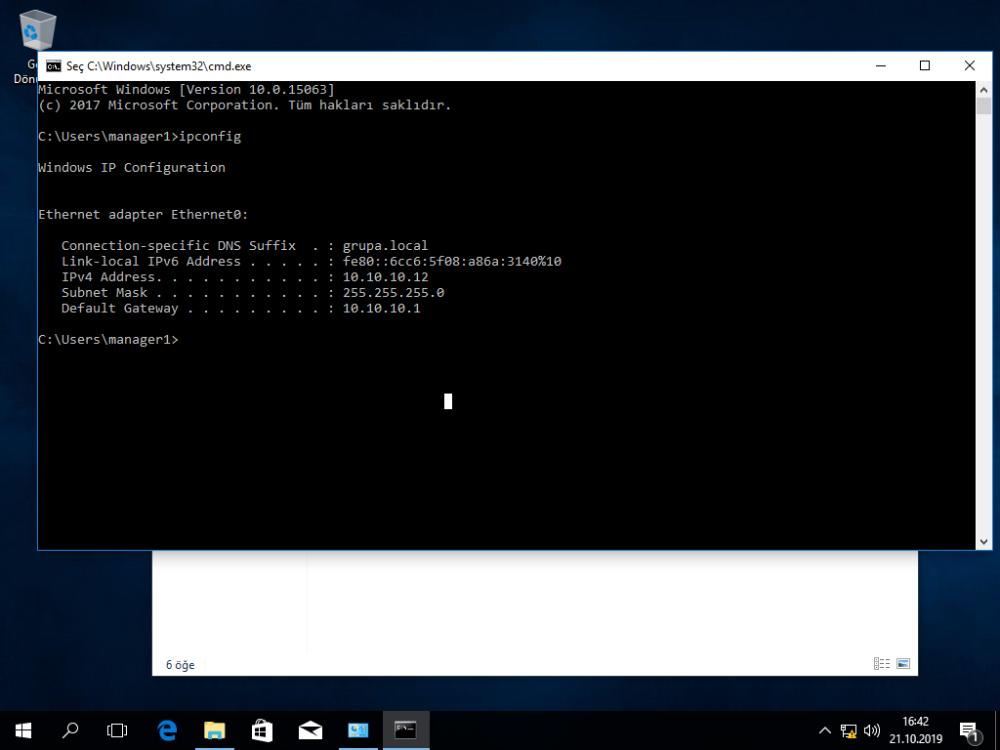 Seç C:\Windows\system32\cmd.exe
Microsoft Windows [Version 10.0.15063]
(c) 2017 Microsoft Corporation. Tüm hakları saklıdır.
C:\Users\manager1>ipconfig
Windows IP Configuration
Ethernet adapter Ethernet0:
Connection-specific DNS Suffix . : grupa.local
Link-local IPv6 Address . . . . . : fe80::6cc6:5f08:a86a:3140%10
IPv4 Address. . . . . . . . . . . : 10.10.10.12
Subnet Mask . . . . . . . . . . . : 255.255.255.0
Default Gateway . . . . . . . . . : 10.10.10.1
C:\Users\manager1>
6 öğe
16:42
21.10.2019
1